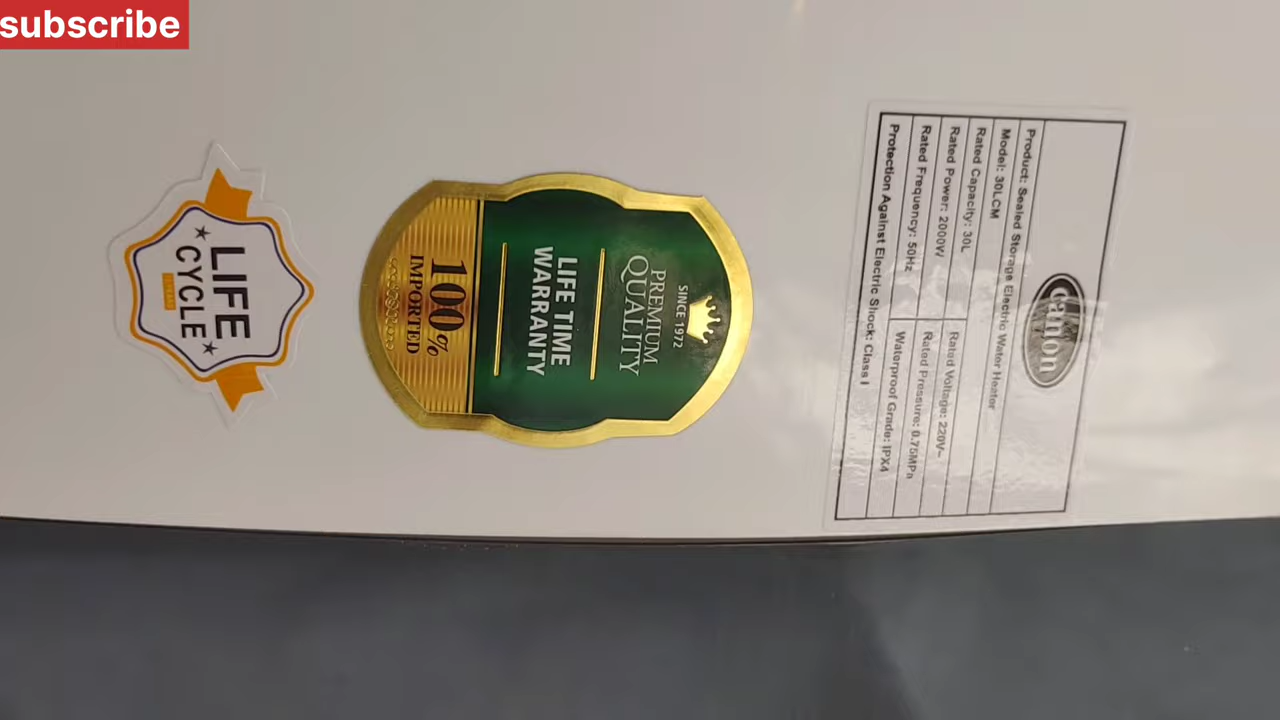 subscribe
LIFE
CYCLE
SINCE 1972
PREMIUM
QUALITY
LIFE TIME
WARRANTY
100%
IMPORTED
canon
Product: Sealed Storage Electric Water Heater
Model: 30LCM
Rated Capacity: 30L
Rated Power: 2000W Rated Voltage: 220V~
Rated Frequency: 50Hz Rated Pressure: 0.75MPa
Waterproof Grade: IPX4
Protection Against Electric Shock: Class I